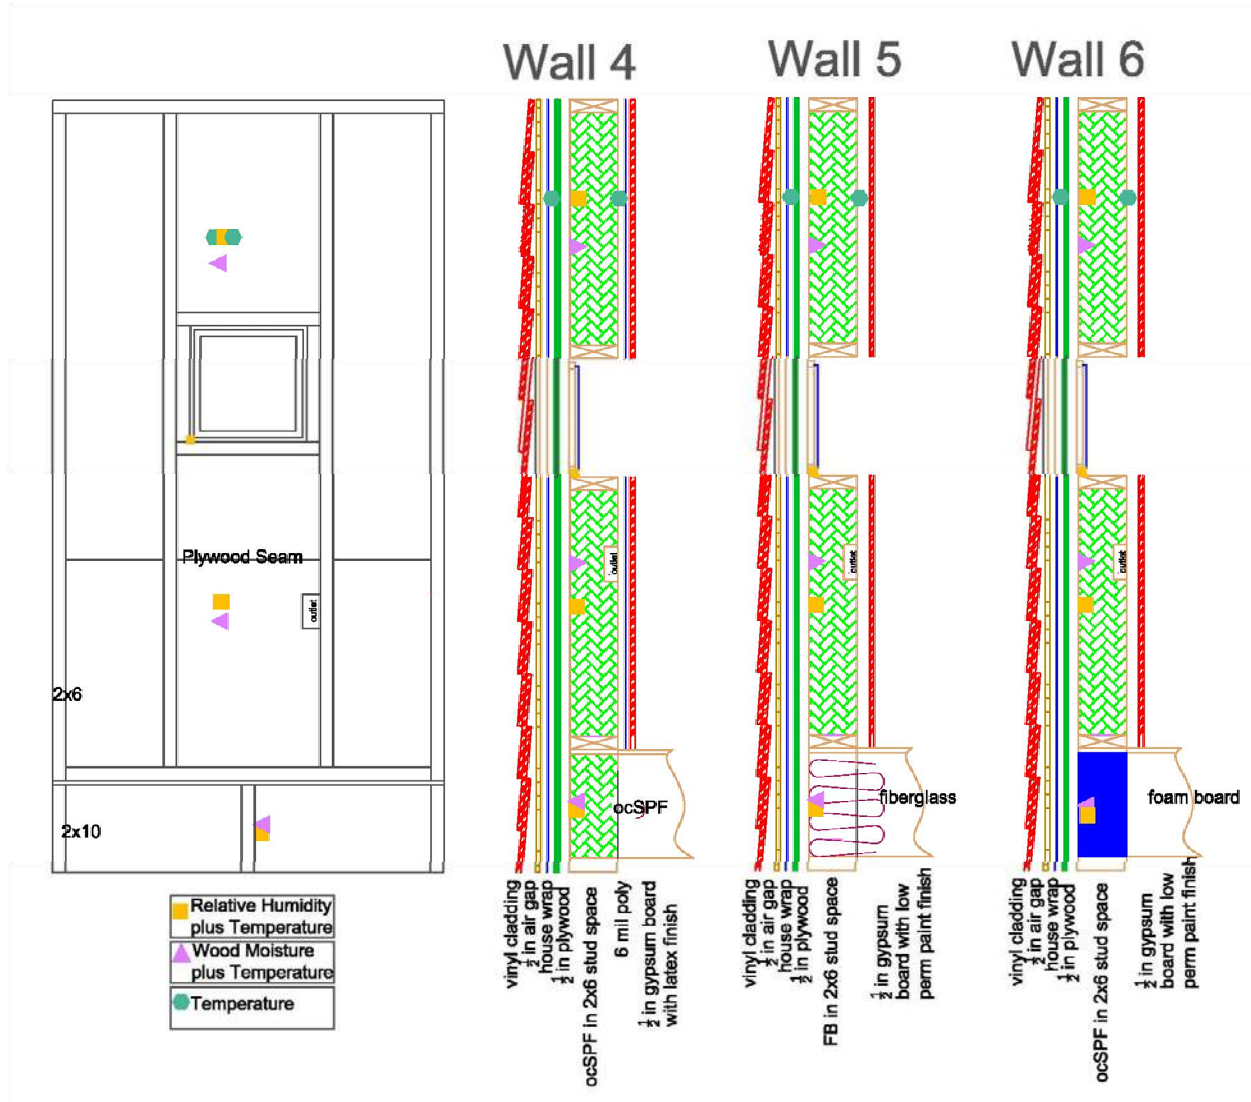 Wall 4
Wall 5
Wall 6
Plywood Seam
outlet
2x6
2x10
outlet
outlet
outlet
ocSPF
fiberglass
foam board
Relative Humidity
plus Temperature
Wood Moisture
plus Temperature
Temperature
vinyl cladding
1/2 in air gap
house wrap
1/2 in plywood
ocSPF in 2x6 stud space
6 mil poly
1/2 in gypsum board
with latex finish
vinyl cladding
1/2 in air gap
house wrap
1/2 in plywood
FB in 2x6 stud space
1/2 in gypsum
board with low
perm paint finish
vinyl cladding
1/2 in air gap
house wrap
1/2 in plywood
ocSPF in 2x6 stud space
1/2 in gypsum
board with low
perm paint finish